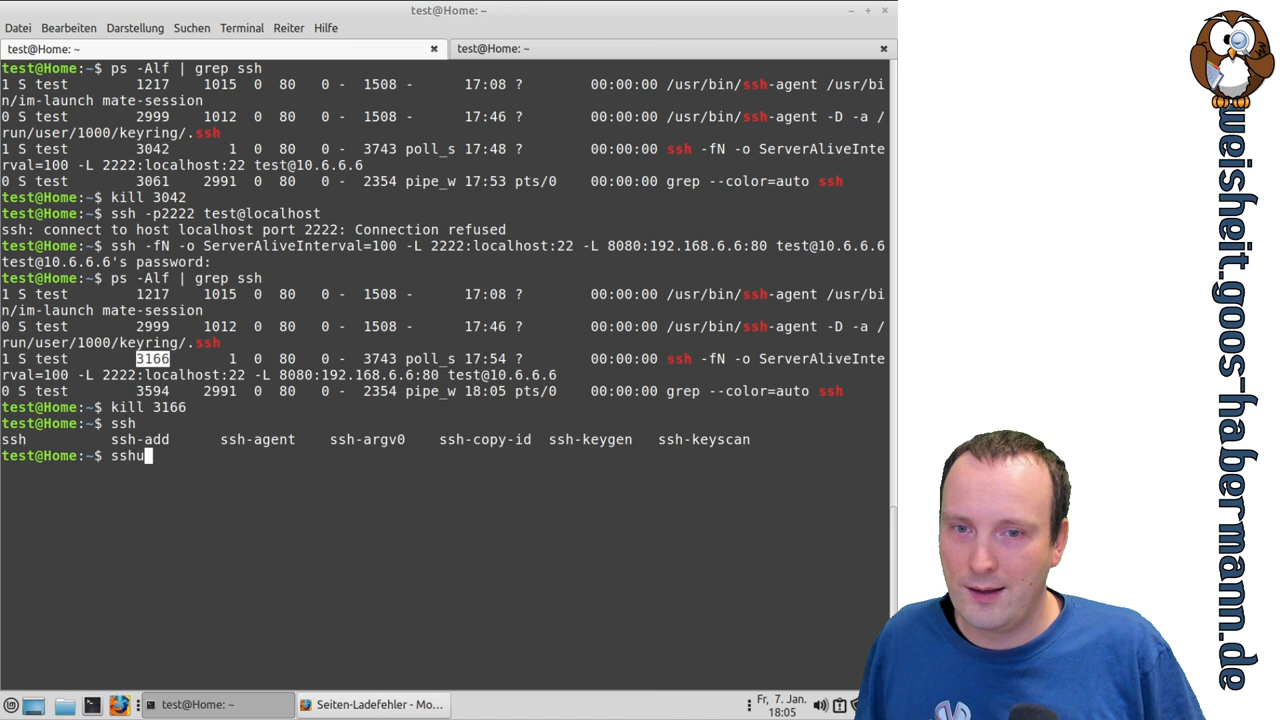 test@Home: ~
Datei Bearbeiten Darstellung Suchen Terminal Reiter Hilfe
test@Home: ~
test@Home: ~
test@Home:~$ ps -Alf | grep ssh
1 S test 1217 1015 0 80 0 - 1508 - 17:08 ? 00:00:00 /usr/bin/ssh-agent /usr/bi
n/im-launch mate-session
0 S test 2999 1012 0 80 0 - 1508 - 17:46 ? 00:00:00 /usr/bin/ssh-agent -D -a /
run/user/1000/keyring/.ssh
1 S test 3042 1 0 80 0 - 3743 poll_s 17:48 ? 00:00:00 ssh -fN -o ServerAliveInte
rval=100 -L 2222:localhost:22 test@10.6.6.6
0 S test 3061 2991 0 80 0 - 2354 pipe_w 17:53 pts/0 00:00:00 grep --color=auto ssh
test@Home:~$ kill 3042
test@Home:~$ ssh -p2222 test@localhost
ssh: connect to host localhost port 2222: Connection refused
test@Home:~$ ssh -fN -o ServerAliveInterval=100 -L 2222:localhost:22 -L 8080:192.168.6.6:80 test@10.6.6.6
test@10.6.6.6's password:
test@Home:~$ ps -Alf | grep ssh
1 S test 1217 1015 0 80 0 - 1508 - 17:08 ? 00:00:00 /usr/bin/ssh-agent /usr/bi
n/im-launch mate-session
0 S test 2999 1012 0 80 0 - 1508 - 17:46 ? 00:00:00 /usr/bin/ssh-agent -D -a /
run/user/1000/keyring/.ssh
1 S test 3166 1 0 80 0 - 3743 poll_s 17:54 ? 00:00:00 ssh -fN -o ServerAliveInte
rval=100 -L 2222:localhost:22 -L 8080:192.168.6.6:80 test@10.6.6.6
0 S test 3594 2991 0 80 0 - 2354 pipe_w 18:05 pts/0 00:00:00 grep --color=auto ssh
test@Home:~$ kill 3166
test@Home:~$ ssh
ssh ssh-add ssh-agent ssh-argv0 ssh-copy-id ssh-keygen ssh-keyscan
test@Home:~$ sshu
test@Home: ~
Seiten-Ladefehler - Mo...
Fr, 7. Jan.
18:05
weisheit.goos-habermann.de